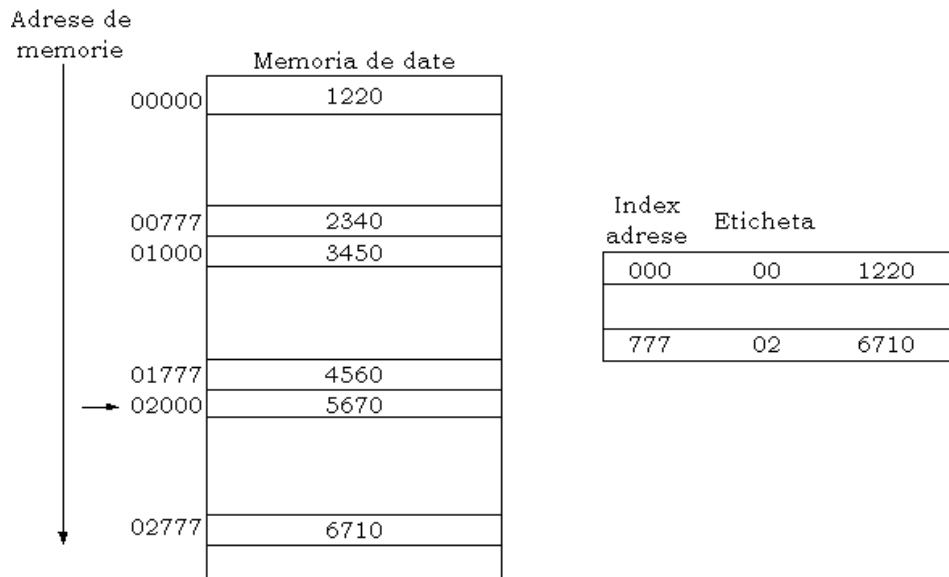 Adrese de
memorie
Memoria de date
00000 1220
00777 2340
01000 3450
01777 4560
02000 5670
02777 6710
Index
adrese
Eticheta
000 00 1220
777 02 6710